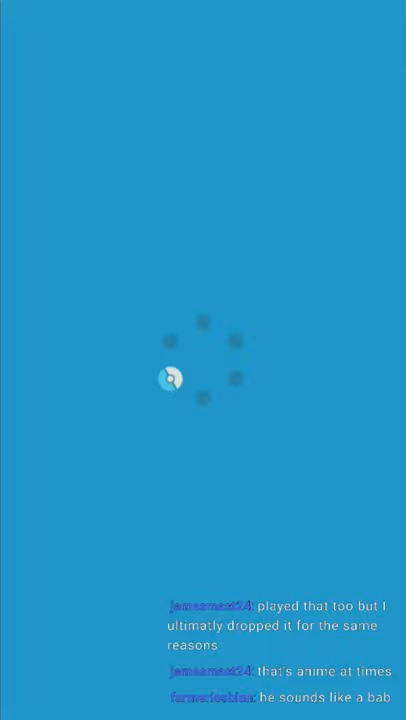 jamesmast24: played that too but I
ultimatly dropped it for the same
reasons
jamesmast24: that's anime at times
he sounds like a bab